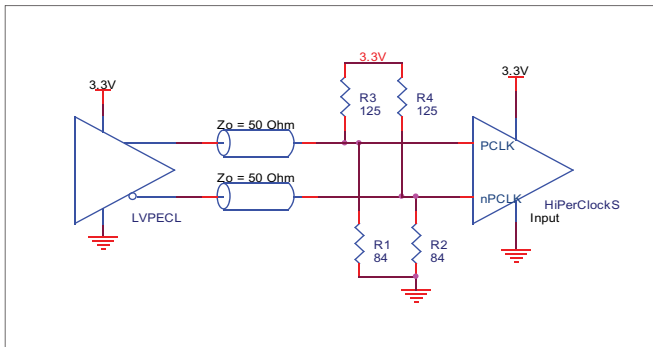 3.3V
3.3V
3.3V
R3
125
R4
125
Zo = 50 Ohm
PCLK
Zo = 50 Ohm
nPCLK
HiPerClockS
Input
LVPECL
R1
84
R2
84